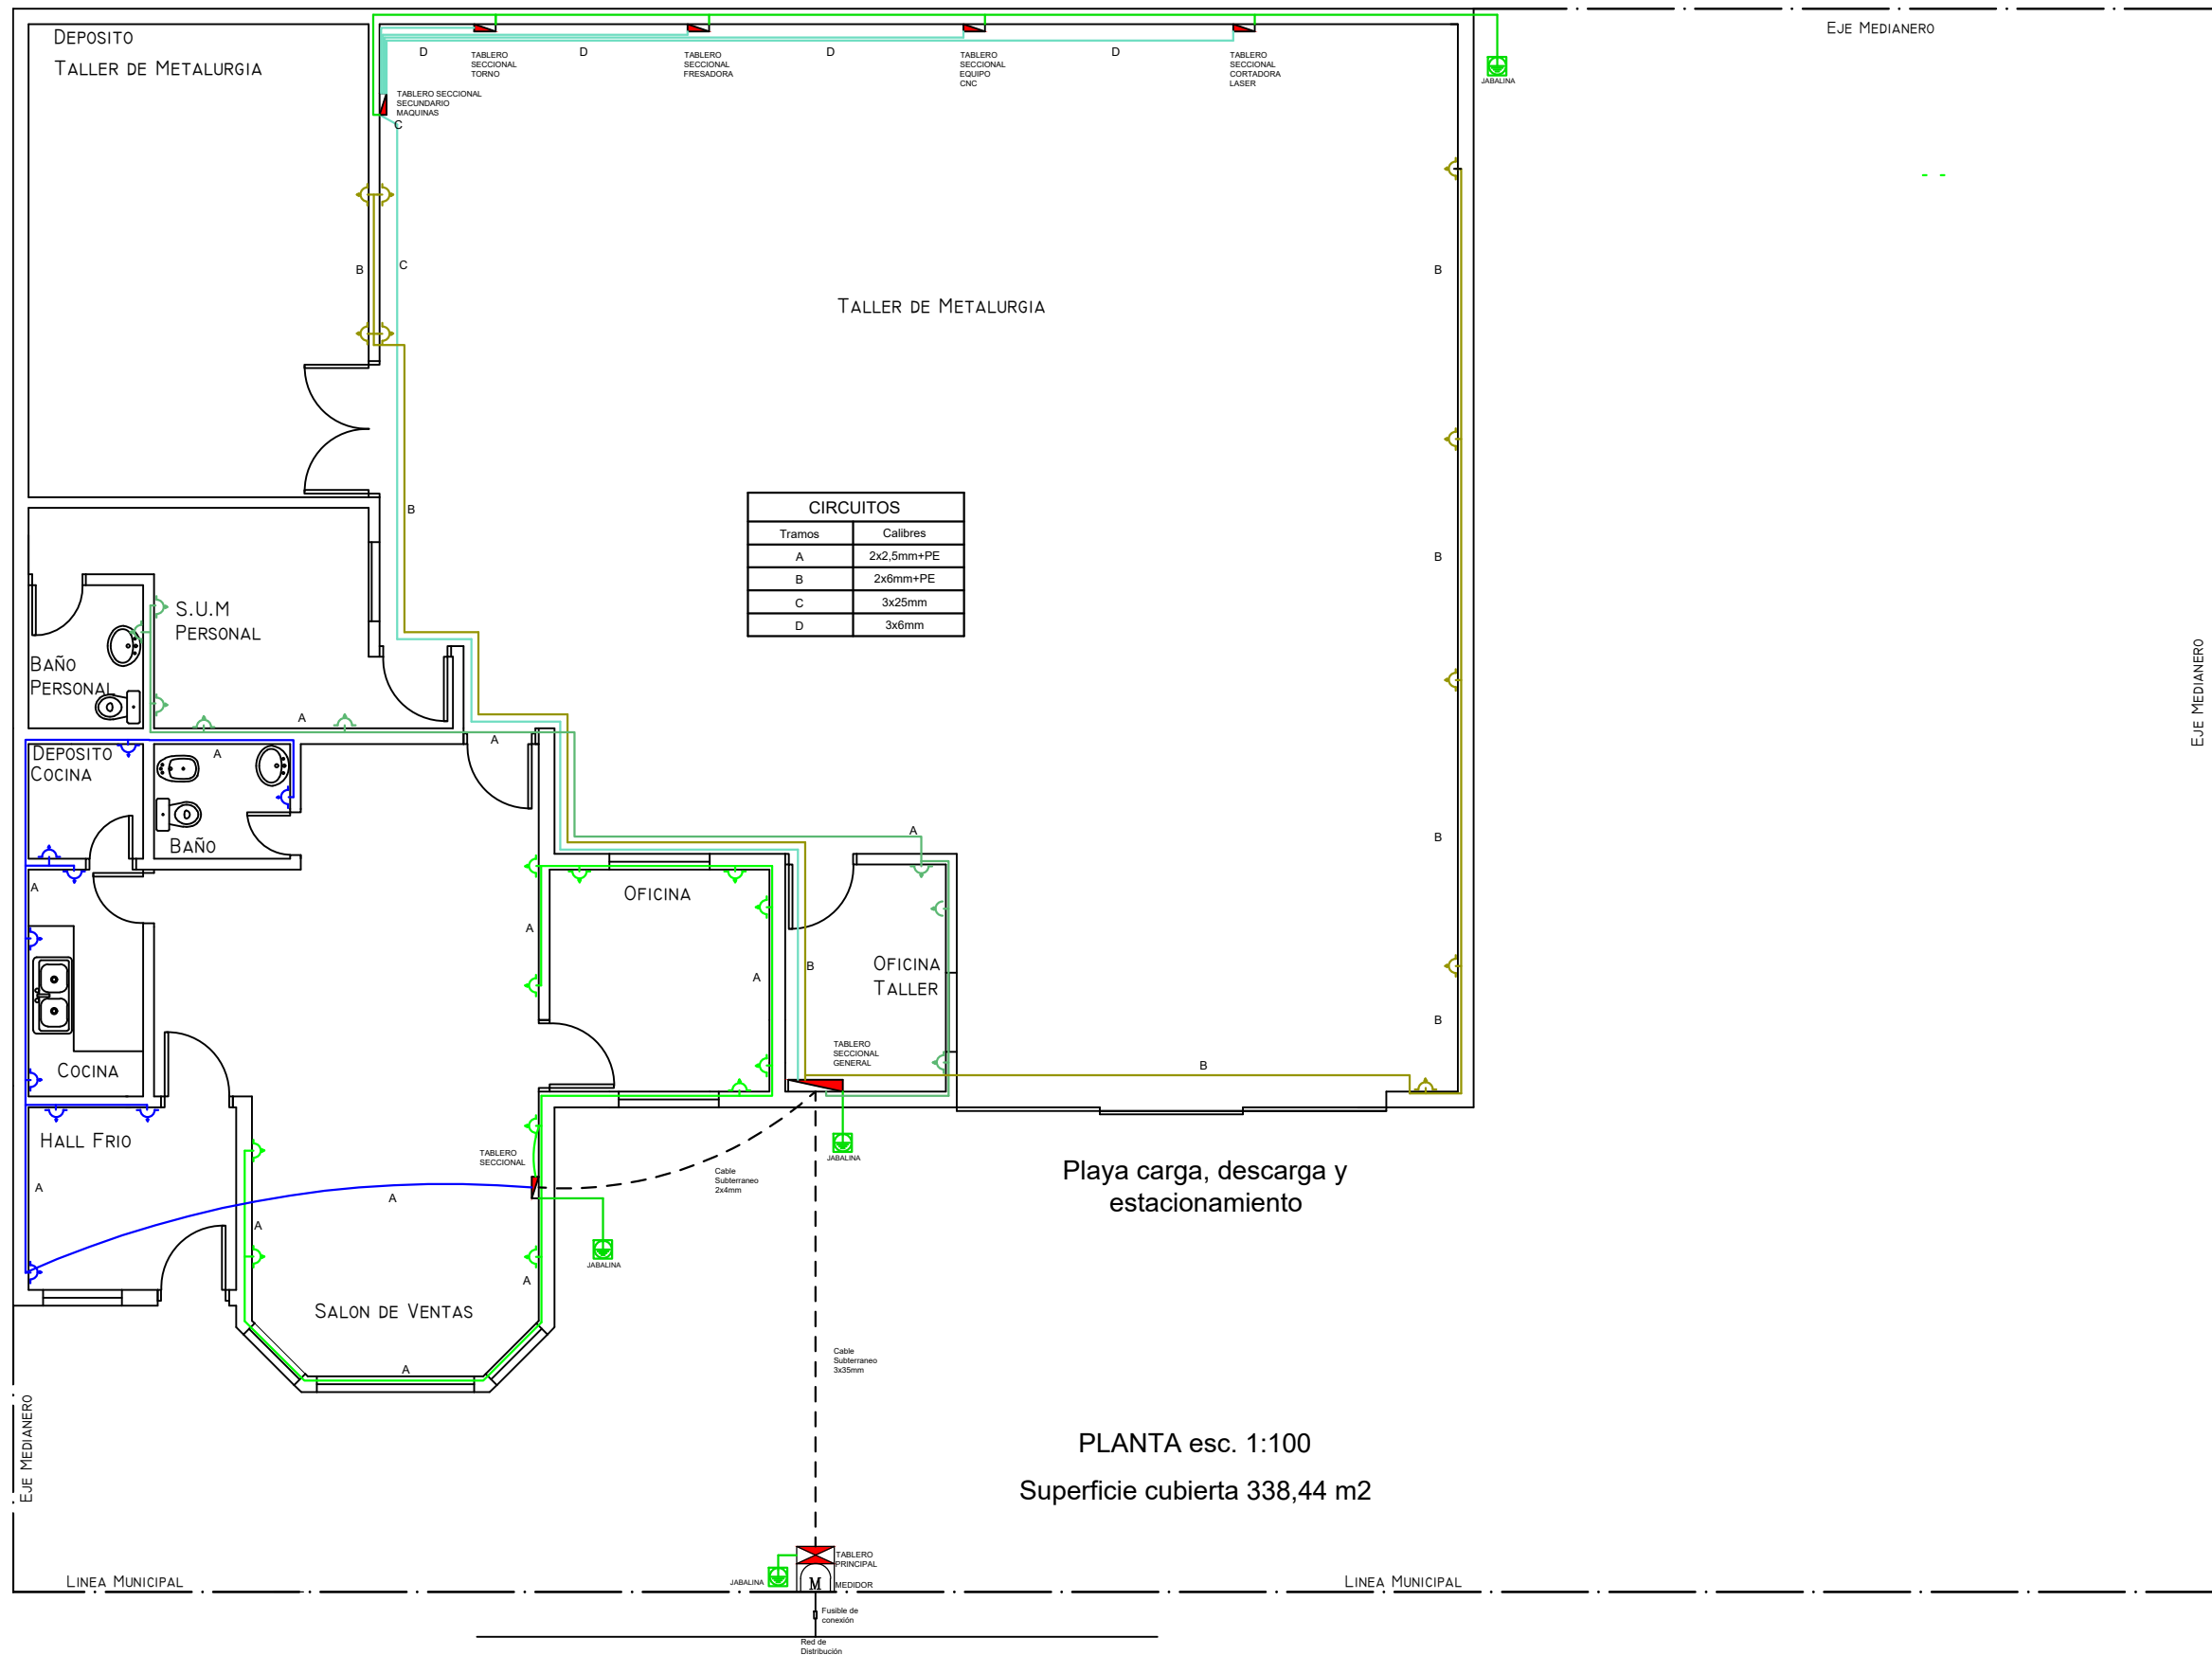 DEPOSITO
TALLER DE METALURGIA
EJE MEDIANERO
D
D
D
D
TABLERO
SECCIONAL
TORNO
TABLERO
SECCIONAL
FRESADORA
TABLERO
SECCIONAL
EQUIPO
CNC
TABLERO
SECCIONAL
CORTADORA
LASER
JABALINA
TABLERO SECCIONAL
SECUNDARIO
MAQUINAS
C
B
C
B
TALLER DE METALURGIA
B
CIRCUITOS
Tramos Calibres
A 2x2,5mm+PE
B 2x6mm+PE
C 3x25mm
D 3x6mm
B
S.U.M
PERSONAL
BAÑO
PERSONAL
EJE MEDIANERO
A
A
DEPOSITO
COCINA
A
BAÑO
A
B
A
OFICINA
A
A
B
OFICINA
TALLER
B
TABLERO
SECCIONAL
GENERAL
B
COCINA
HALL FRIO
A
TABLERO
SECCIONAL
A
A
Cable
Subterraneo
2x4mm
JABALINA
Playa carga, descarga y
estacionamiento
JABALINA
A
SALON DE VENTAS
A
Cable
Subterraneo
3x35mm
EJE MEDIANERO
PLANTA esc. 1:100
Superficie cubierta 338,44 m2
TABLERO
PRINCIPAL
JABALINA
M
MEDIDOR
LINEA MUNICIPAL
LINEA MUNICIPAL
Fusible de
conexión
Red de
Distribución